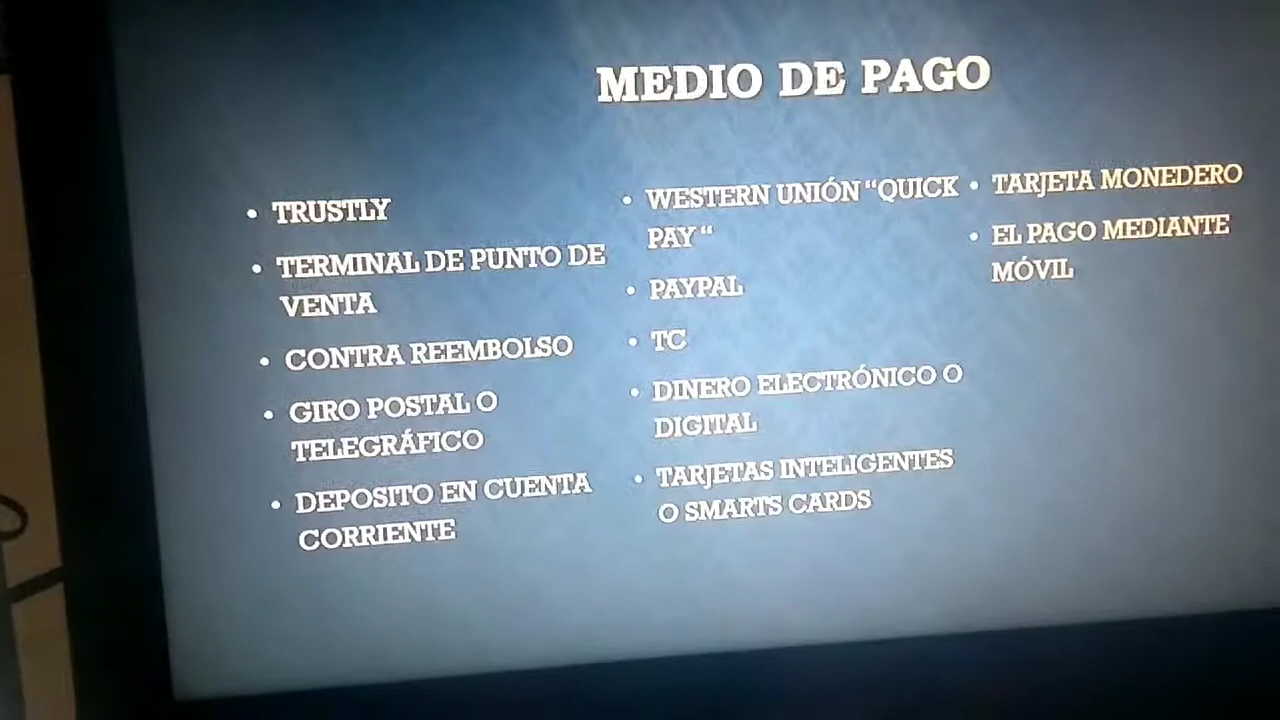 MEDIO DE PAGO
• TRUSTLY
• TERMINAL DE PUNTO DE
VENTA
• CONTRA REEMBOLSO
• GIRO POSTAL O
TELEGRÁFICO
• DEPOSITO EN CUENTA
CORRIENTE
• WESTERN UNIÓN “QUICK
PAY “
• PAYPAL
• TC
• DINERO ELECTRÓNICO O
DIGITAL
• TARJETAS INTELIGENTES
O SMARTS CARDS
• TARJETA MONEDERO
• EL PAGO MEDIANTE
MÓVIL